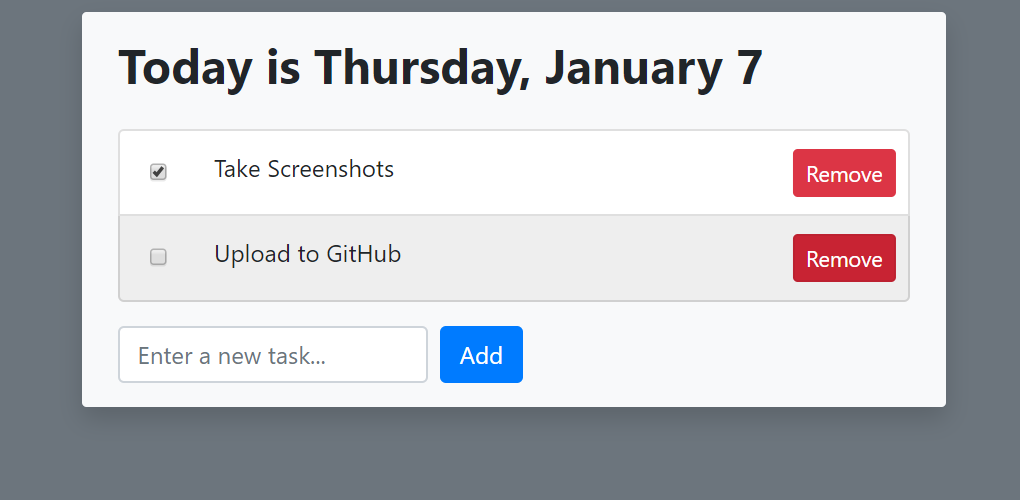 Today is Thursday, January 7
Take Screenshots Remove
Upload to GitHub Remove
Enter a new task... Add